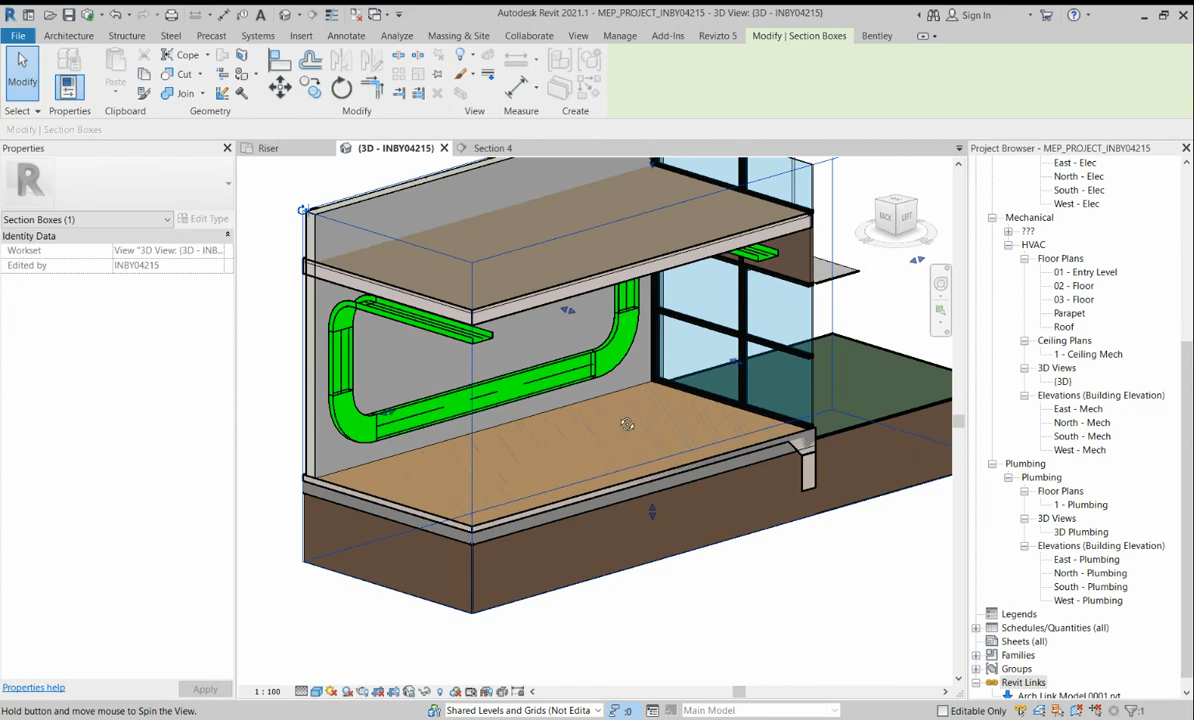 Autodesk Revit 2021.1 - MEP_PROJECT_INBY04215 - 3D View: {3D - INBY04215}
Sign In
File Architecture Structure Steel Precast Systems Insert Annotate Analyze Massing & Site Collaborate View Manage Add-Ins Revizto 5 Modify | Section Boxes Bentley
Modify
Paste
Cope
Cut
Join
Select Properties Clipboard Geometry Modify View Measure Create
Modify | Section Boxes
Properties
Riser
{3D - INBY04215}
Section 4
Project Browser - MEP_PROJECT_INBY04215
Section Boxes (1)
Edit Type
Identity Data
Workset View "3D View: {3D - INB...
Edited by INBY04215
BACK
LEFT
East - Elec
North - Elec
South - Elec
West - Elec
Mechanical
???
HVAC
Floor Plans
01 - Entry Level
02 - Floor
03 - Floor
Parapet
Roof
Ceiling Plans
1 - Ceiling Mech
3D Views
{3D}
Elevations (Building Elevation)
East - Mech
North - Mech
South - Mech
West - Mech
Plumbing
Plumbing
Floor Plans
1 - Plumbing
3D Views
3D Plumbing
Elevations (Building Elevation)
East - Plumbing
North - Plumbing
South - Plumbing
West - Plumbing
Legends
Schedules/Quantities (all)
Sheets (all)
Families
Groups
Revit Links
Arch Link Model 0001.rvt
Properties help
Apply
1 : 100
Hold button and move mouse to Spin the View.
Shared Levels and Grids (Not Edita
:0
Main Model
Editable Only
:1